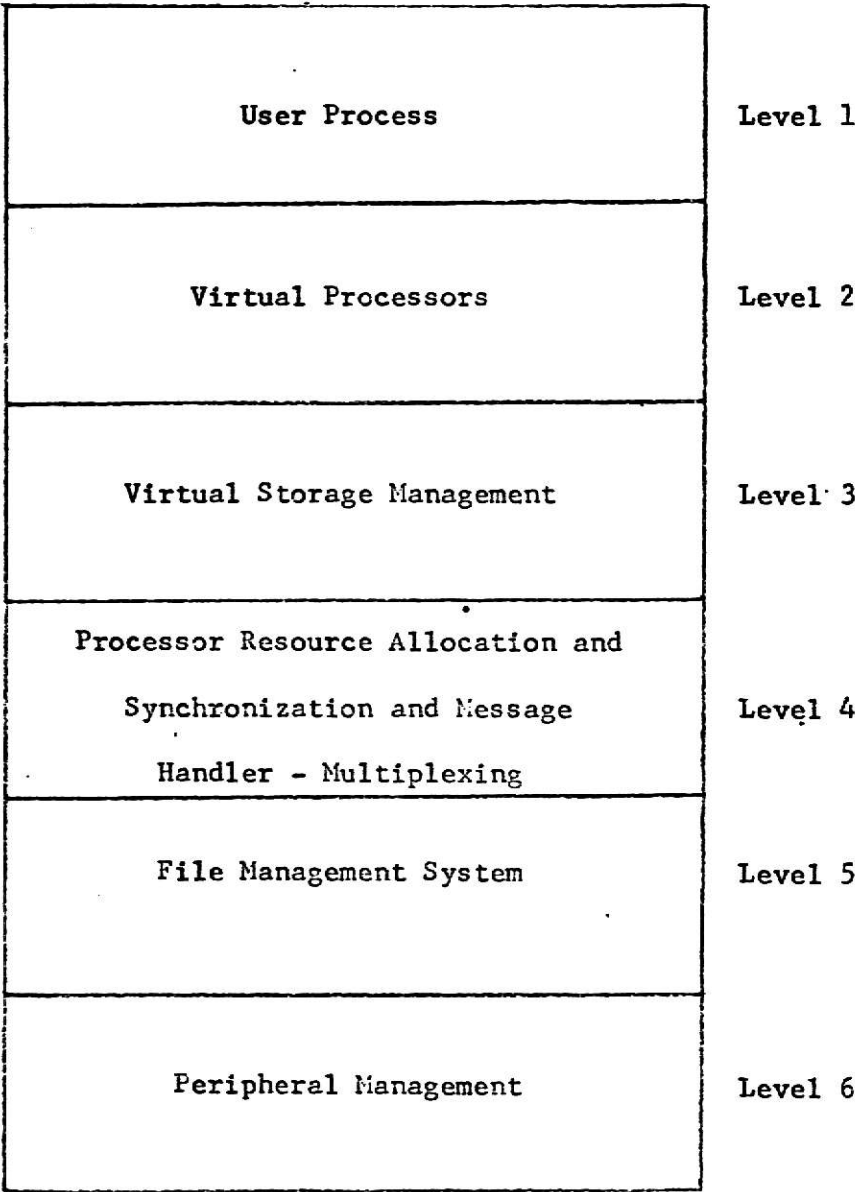 User Process Level 1
Virtual Processors Level 2
Virtual Storage Management Level 3
Processor Resource Allocation and
Synchronization and Message Level 4
Handler - Multiplexing
File Management System Level 5
Peripheral Management Level 6